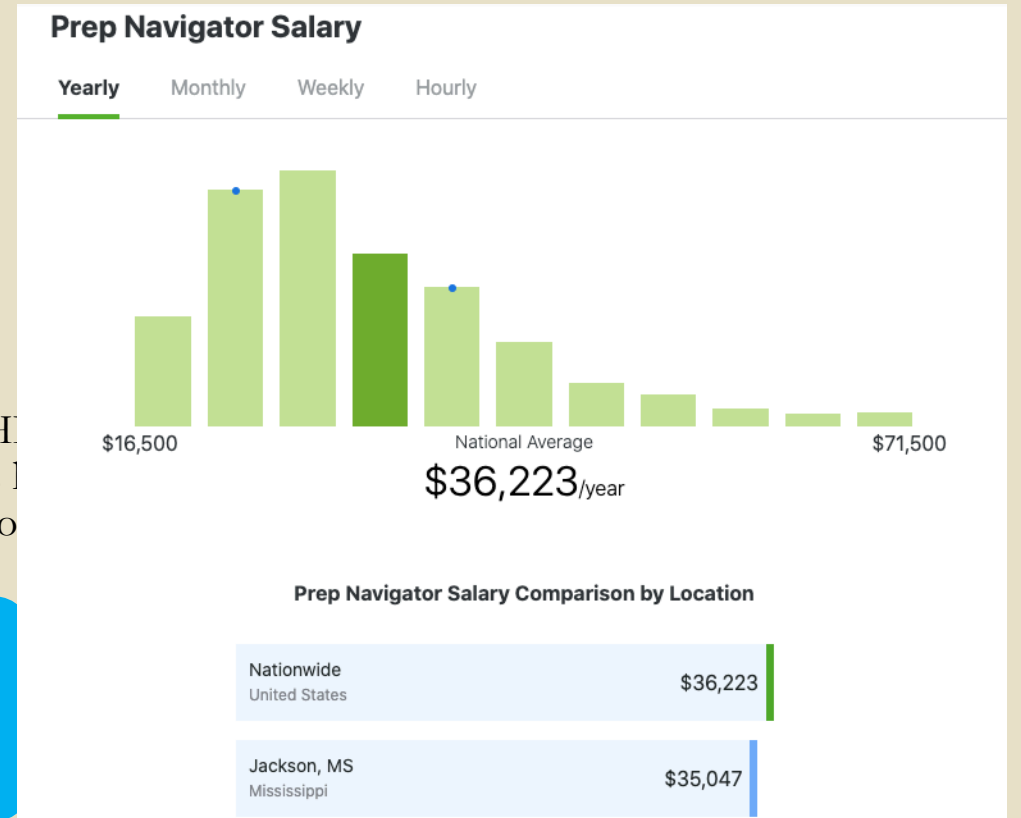 Prep Navigator Salary
Yearly Monthly Weekly Hourly
$16,500 National Average $71,500
$36,223/year
Prep Navigator Salary Comparison by Location
Nationwide $36,223
United States
Jackson, MS $35,047
Mississippi